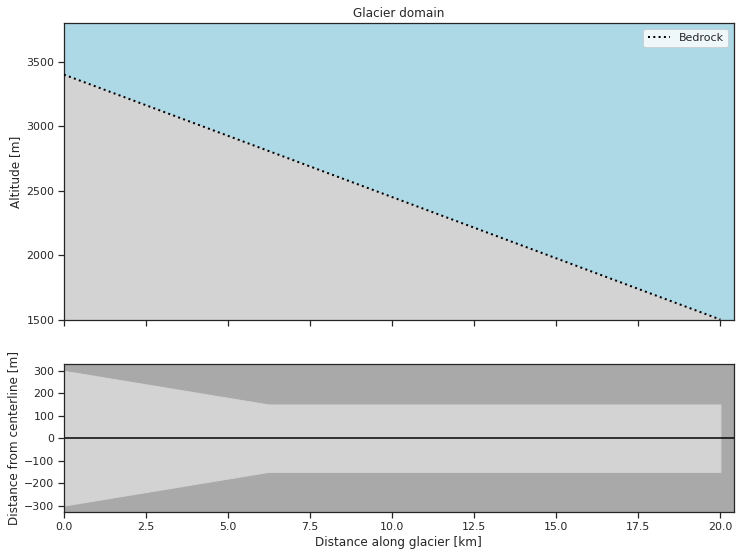 Glacier domain
Bedrock
Altitude [m]
3500
3000
2500
2000
1500
Distance from centerline [m]
300
200
100
0
−100
−200
−300
0.0 2.5 5.0 7.5 10.0 12.5 15.0 17.5 20.0
Distance along glacier [km]